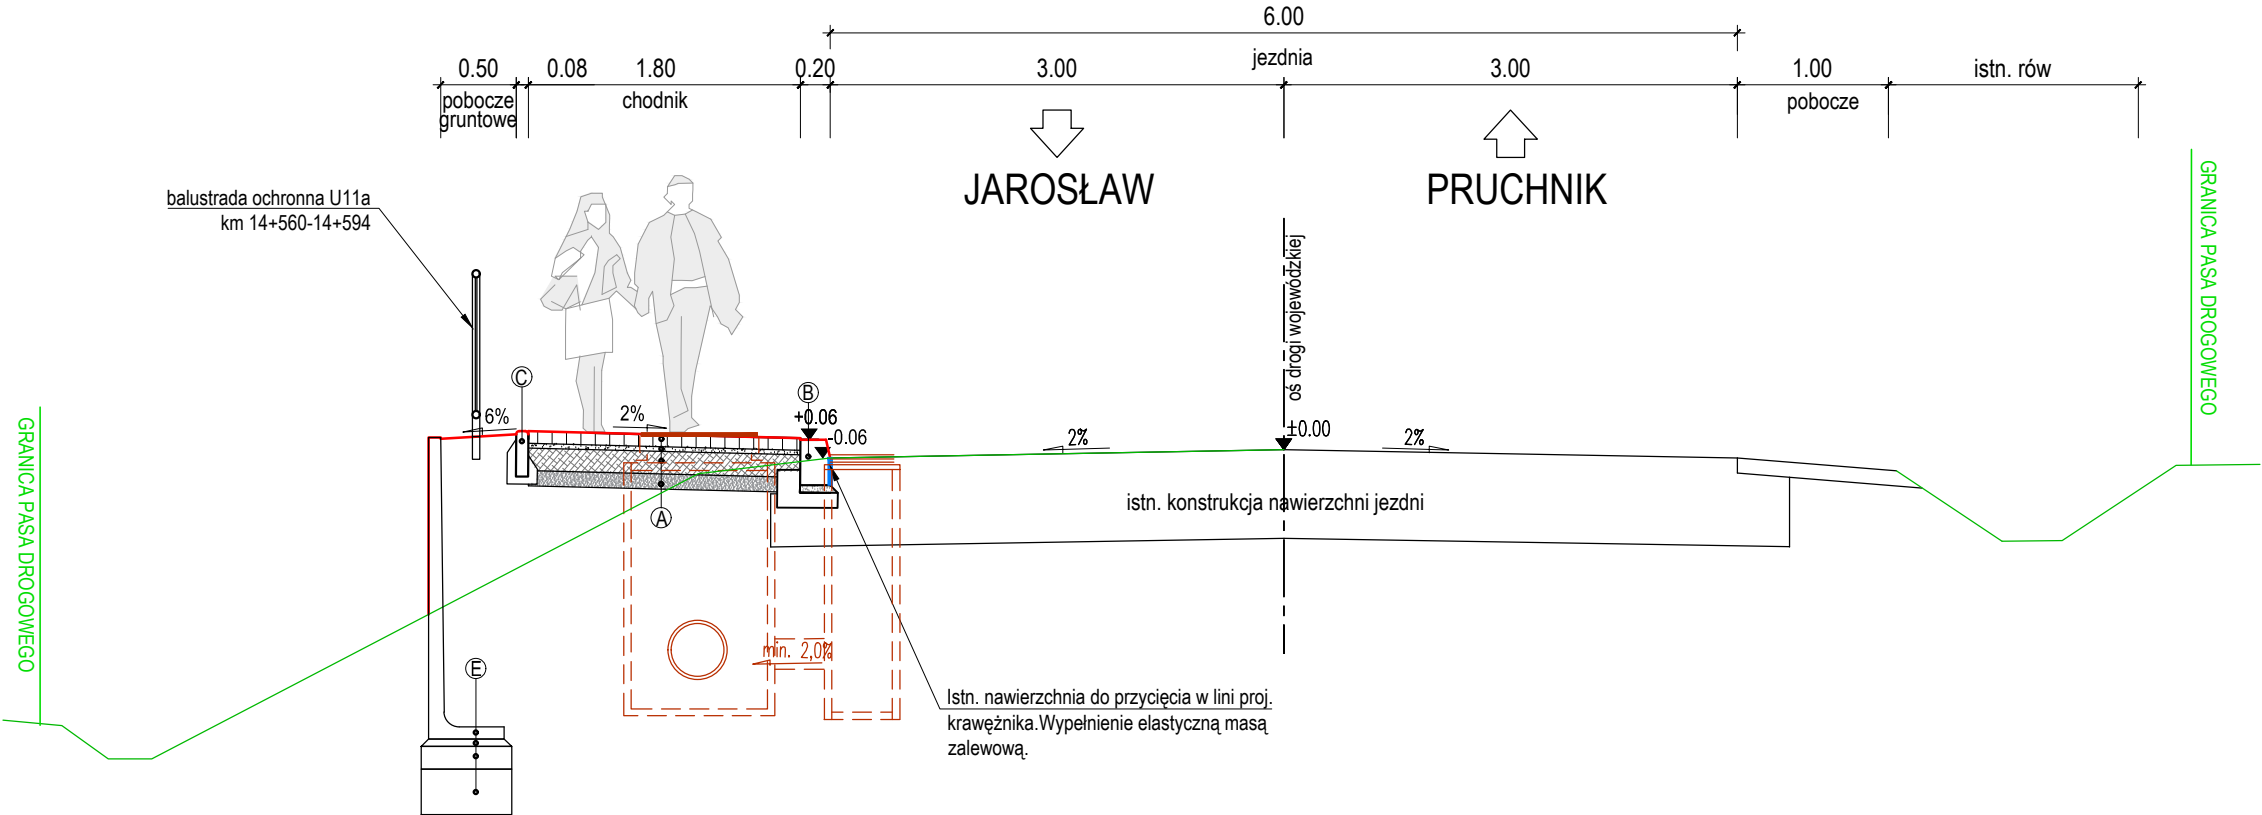 6.00
jezdnia
0.50
0.08
1.80
0.20
3.00
3.00
1.00
istn. rów
pobocze
gruntowe
chodnik
pobocze
JAROSŁAW
PRUCHNIK
balustrada ochronna U11a
km 14+560-14+594
GRANICA PASA DROGOWEGO
oś drogi wojewódzkiej
C
B
6%
2%
+0.06
-0.06
2%
±0.00
2%
GRANICA PASA DROGOWEGO
A
istn. konstrukcja nawierzchni jezdni
min. 2,0%
E
Istn. nawierzchnia do przycięcia w lini proj.
krawężnika.Wypełnienie elastyczną masą
zalewową.